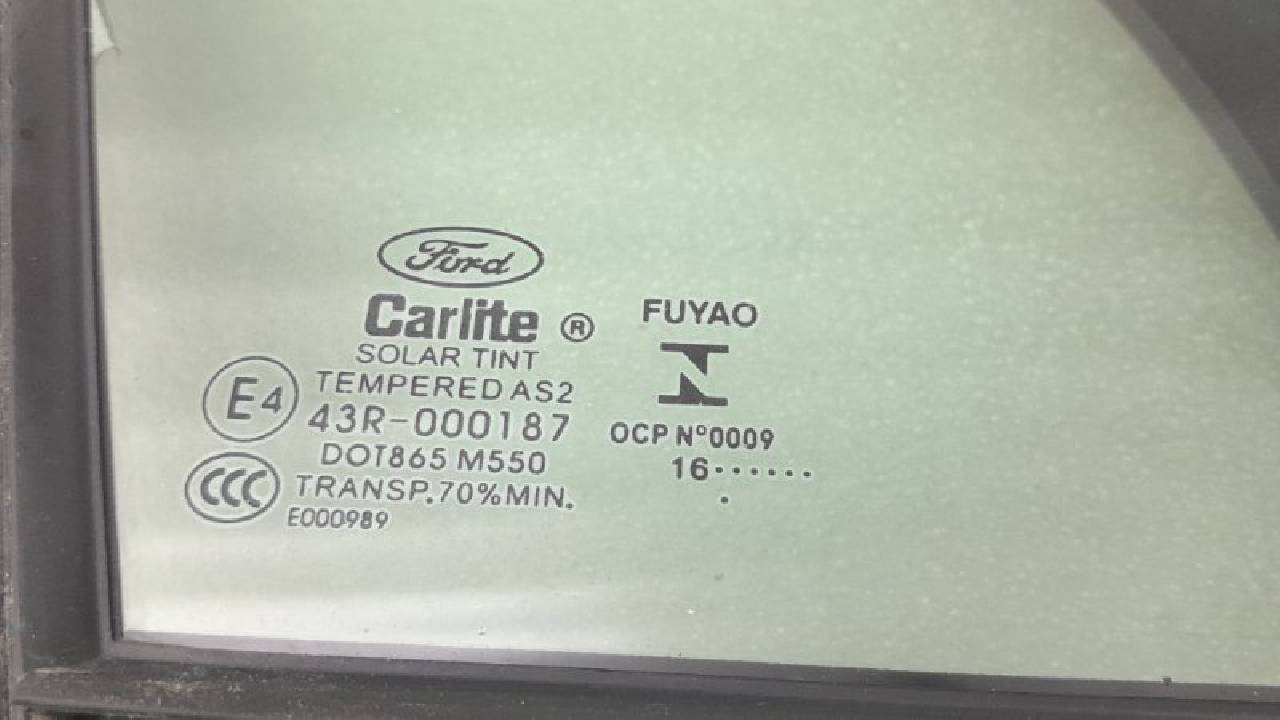 Ford
Carlite ®
SOLAR TINT
TEMPERED AS2
E4
43R-000187
DOT865 M550
CCC
TRANSP.70%MIN.
E000989
FUYAO
OCP N°0009
16······
.